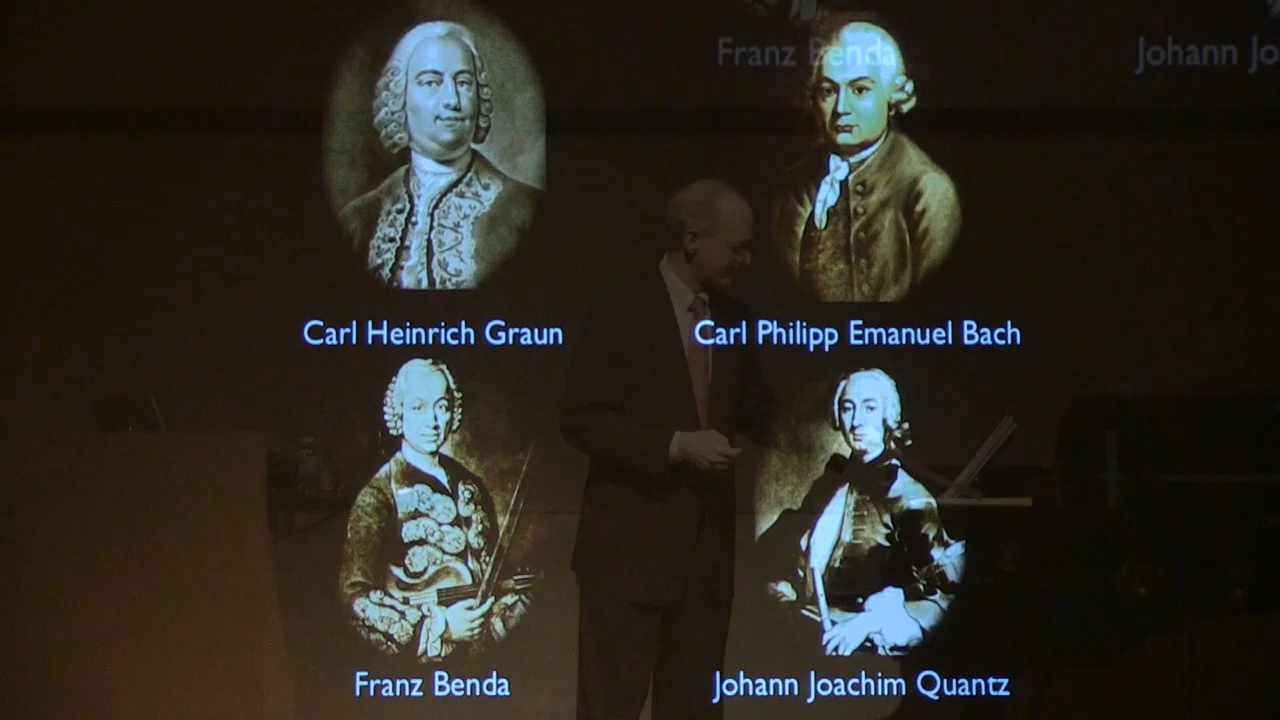 Franz Benda
Johann Jo
Carl Heinrich Graun
Carl Philipp Emanuel Bach
Franz Benda
Johann Joachim Quantz